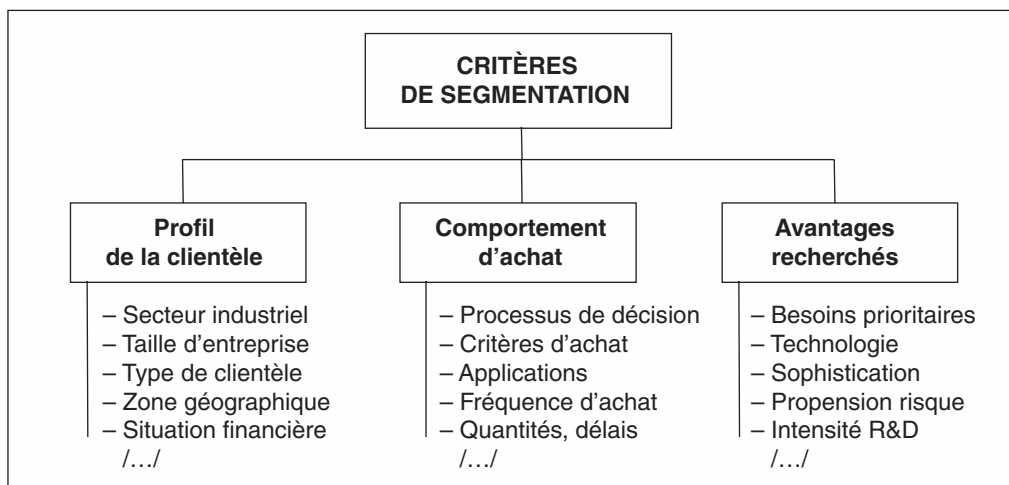 CRITÈRES
DE SEGMENTATION
Profil
de la clientèle
– Secteur industriel
– Taille d'entreprise
– Type de clientèle
– Zone géographique
– Situation financière
/…/
Comportement
d'achat
– Processus de décision
– Critères d'achat
– Applications
– Fréquence d'achat
– Quantités, délais
/…/
Avantages
recherchés
– Besoins prioritaires
– Technologie
– Sophistication
– Propension risque
– Intensité R&D
/…/